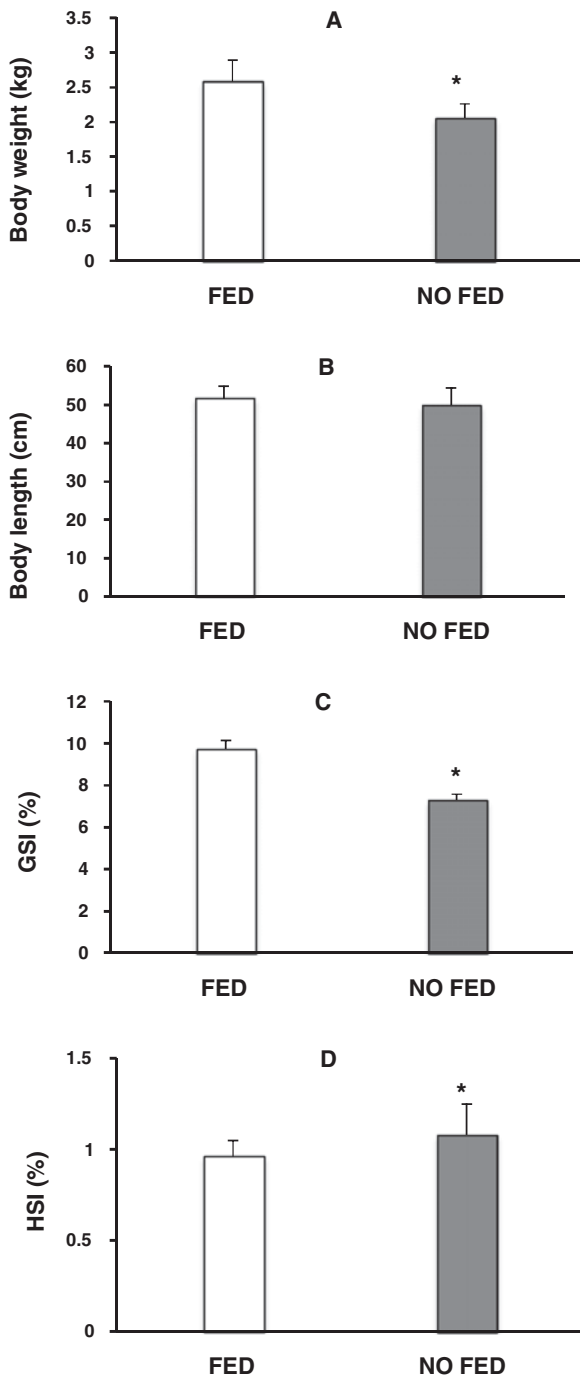 A
Body weight (kg)
3.5
3
2.5
2
1.5
1
0.5
0
*
FED
NO FED
B
Body length (cm)
60
50
40
30
20
10
0
FED
NO FED
C
GSI (%)
12
10
8
6
4
2
0
*
FED
NO FED
D
HSI (%)
1.5
1
0.5
0
*
FED
NO FED